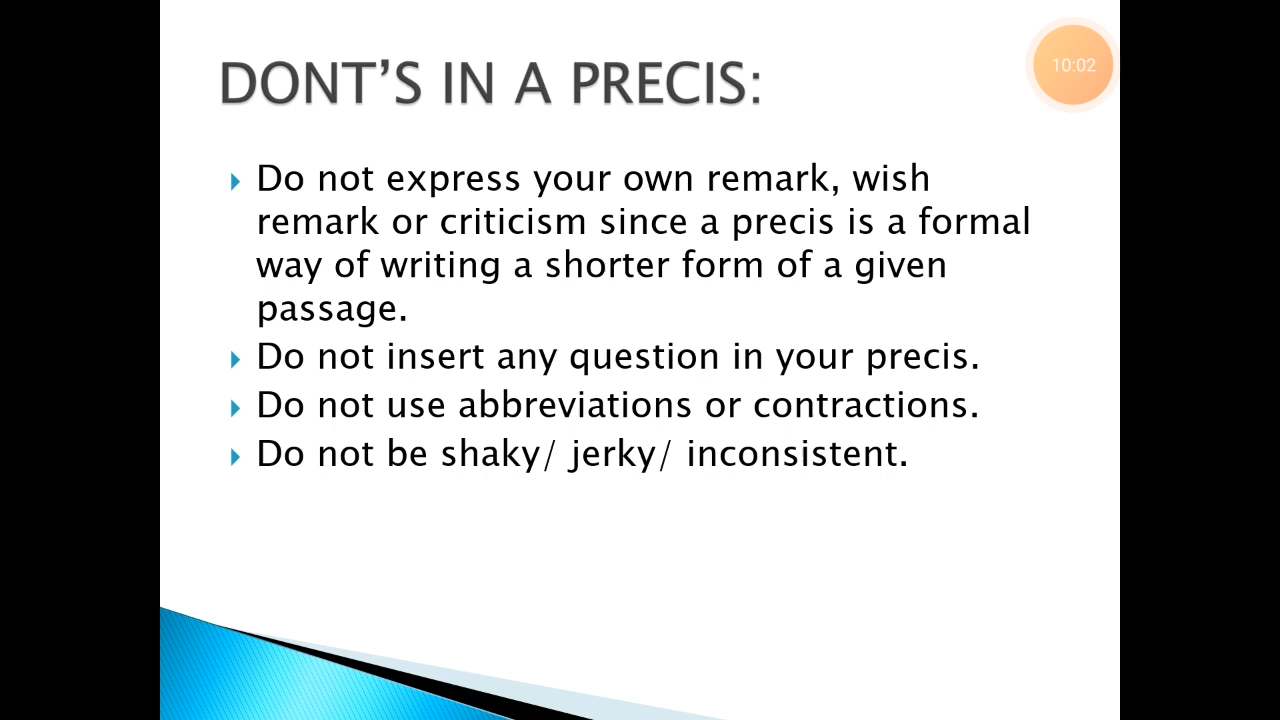 DONT’S IN A PRECIS:
10:02
Do not express your own remark, wish
remark or criticism since a precis is a formal
way of writing a shorter form of a given
passage.
Do not insert any question in your precis.
Do not use abbreviations or contractions.
Do not be shaky/ jerky/ inconsistent.